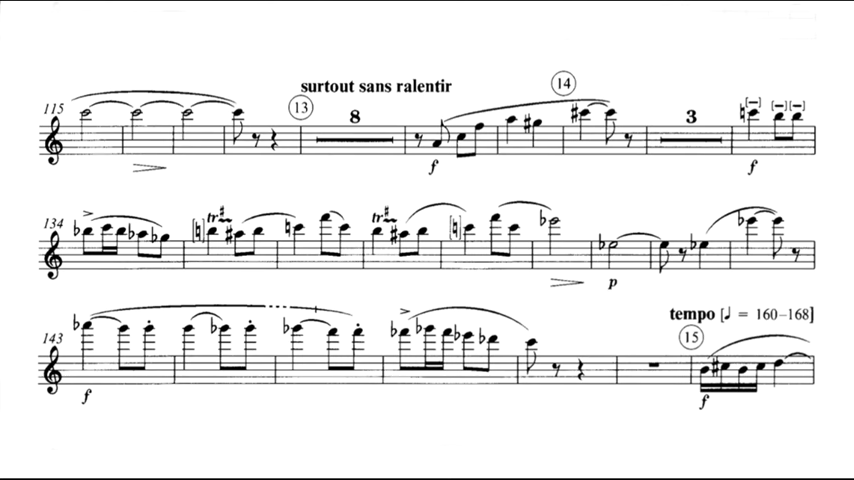 surtout sans ralentir
115 13 8 14 3
f f
134 tr tr
p
tempo [♩ = 160–168]
143 15
f f